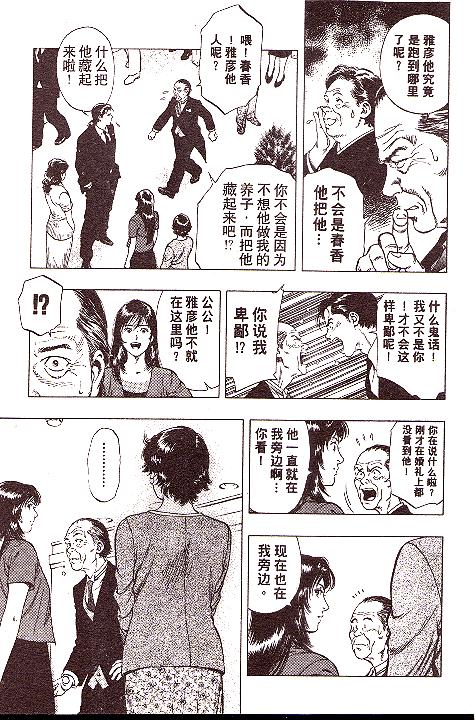 雅彦他究竟
是跑到哪里
了呢？
不会是春香
他把他…
喂！春香
！雅彦他
人呢？
什么把
他藏起
来啦！
你不会是因为
不想他做我的
养子，而把他
藏起来吧!?
什么鬼话！
我又不是你
！才不会这
样卑鄙呢！
你说我
卑鄙!?
公公！
雅彦他不就
在这里吗？
!?
你在说什么啦？
刚才在婚礼上都
没看到他！
他一直就在
我旁边啊…
你看！
现在也在
我旁边。
………